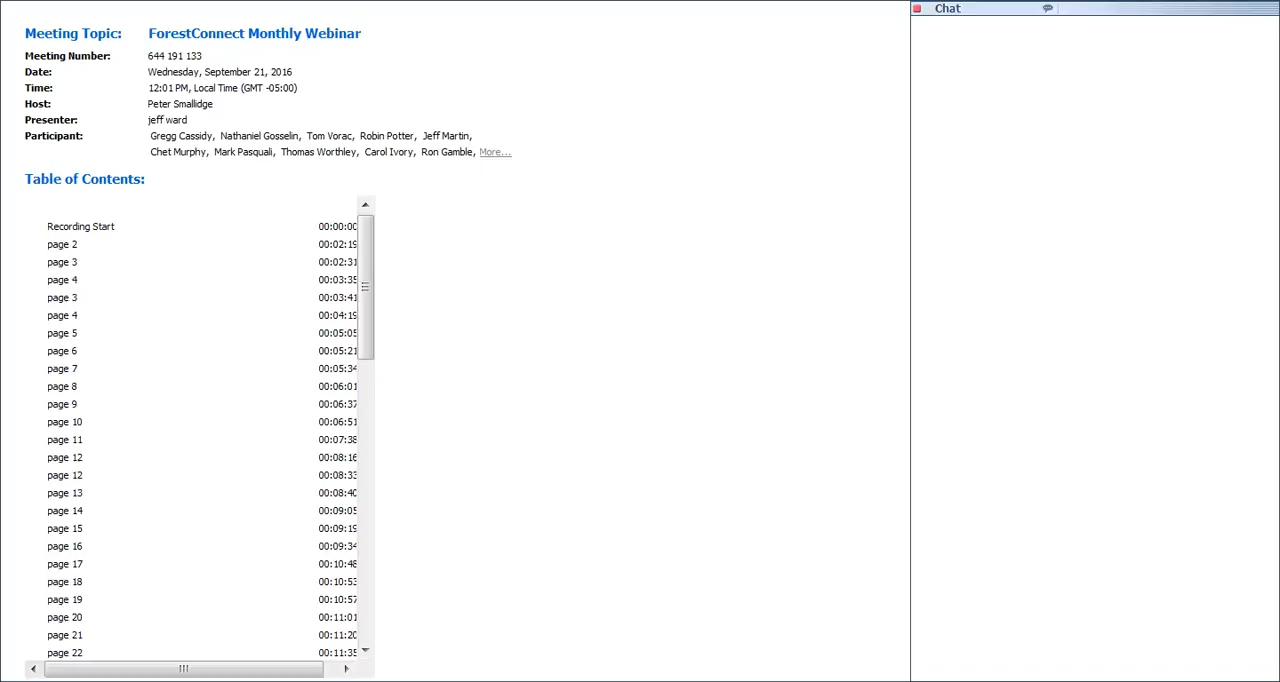 Chat
Meeting Topic: ForestConnect Monthly Webinar
Meeting Number: 644 191 133
Date: Wednesday, September 21, 2016
Time: 12:01 PM, Local Time (GMT -05:00)
Host: Peter Smallidge
Presenter: jeff ward
Participant: Gregg Cassidy, Nathaniel Gosselin, Tom Vorac, Robin Potter, Jeff Martin,
Chet Murphy, Mark Pasquali, Thomas Worthley, Carol Ivory, Ron Gamble, More...
Table of Contents:
Recording Start 00:00:00
page 2 00:02:19
page 3 00:02:31
page 4 00:03:35
page 3 00:03:41
page 4 00:04:19
page 5 00:05:05
page 6 00:05:21
page 7 00:05:34
page 8 00:06:01
page 9 00:06:37
page 10 00:06:51
page 11 00:07:38
page 12 00:08:16
page 12 00:08:33
page 13 00:08:40
page 14 00:09:05
page 15 00:09:19
page 16 00:09:34
page 17 00:10:48
page 18 00:10:53
page 19 00:10:57
page 20 00:11:01
page 21 00:11:20
page 22 00:11:35